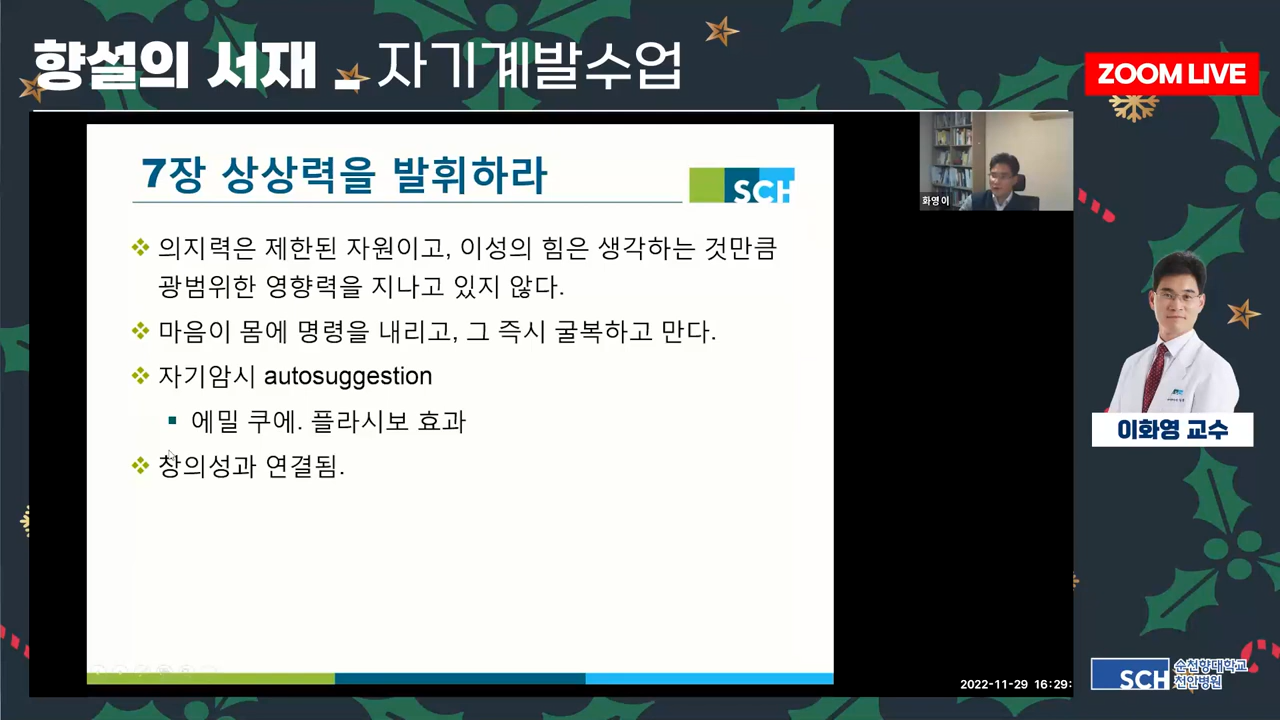 향설의 서재 _ 자기계발수업
ZOOM LIVE
7장 상상력을 발휘하라
SCH
의지력은 제한된 자원이고, 이성의 힘은 생각하는 것만큼
광범위한 영향력을 지나고 있지 않다.
마음이 몸에 명령을 내리고, 그 즉시 굴복하고 만다.
자기암시 autosuggestion
에밀 쿠에. 플라시보 효과
창의성과 연결됨.
화영이
이화영 교수
2022-11-29 16:29:
SCH 순천향대학교
천안병원